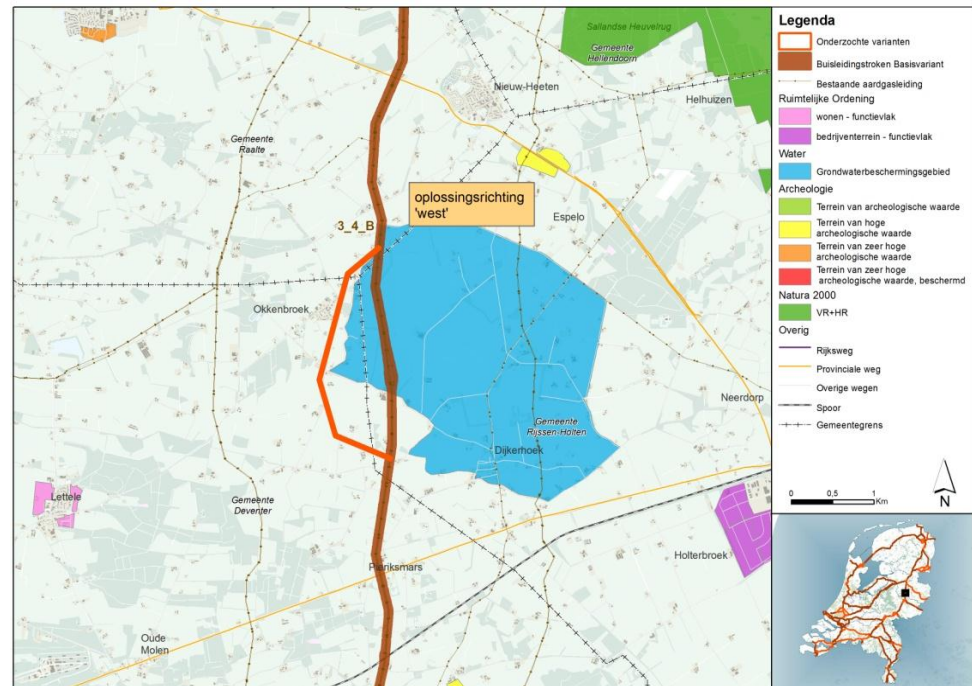 Sallandse Heuvelrug
Gemeente
Hellendoorn
Nieuw-Heeten
Helhuizen
Gemeente
Raalte
oplossingsrichting
'west'
Espelo
3_4_B
Okkenbroek
Neerdorp
Gemeente
Rijssen-Holten
Dijkerhoek
Lettele
Gemeente
Deventer
Holterbroek
Pieriksmars
Oude
Molen
Legenda
Onderzochte varianten
Buisleidingstroken Basisvariant
Bestaande aardgasleiding
Ruimtelijke Ordening
wonen - functievlak
bedrijventerrein - functievlak
Water
Grondwaterbeschermingsgebied
Archeologie
Terrein van archeologische waarde
Terrein van hoge
archeologische waarde
Terrein van zeer hoge
archeologische waarde
Terrein van zeer hoge
archeologische waarde, beschermd
Natura 2000
VR+HR
Overig
Rijksweg
Provinciale weg
Overige wegen
Spoor
Gemeentegrens
0 0,5 1
Km
N